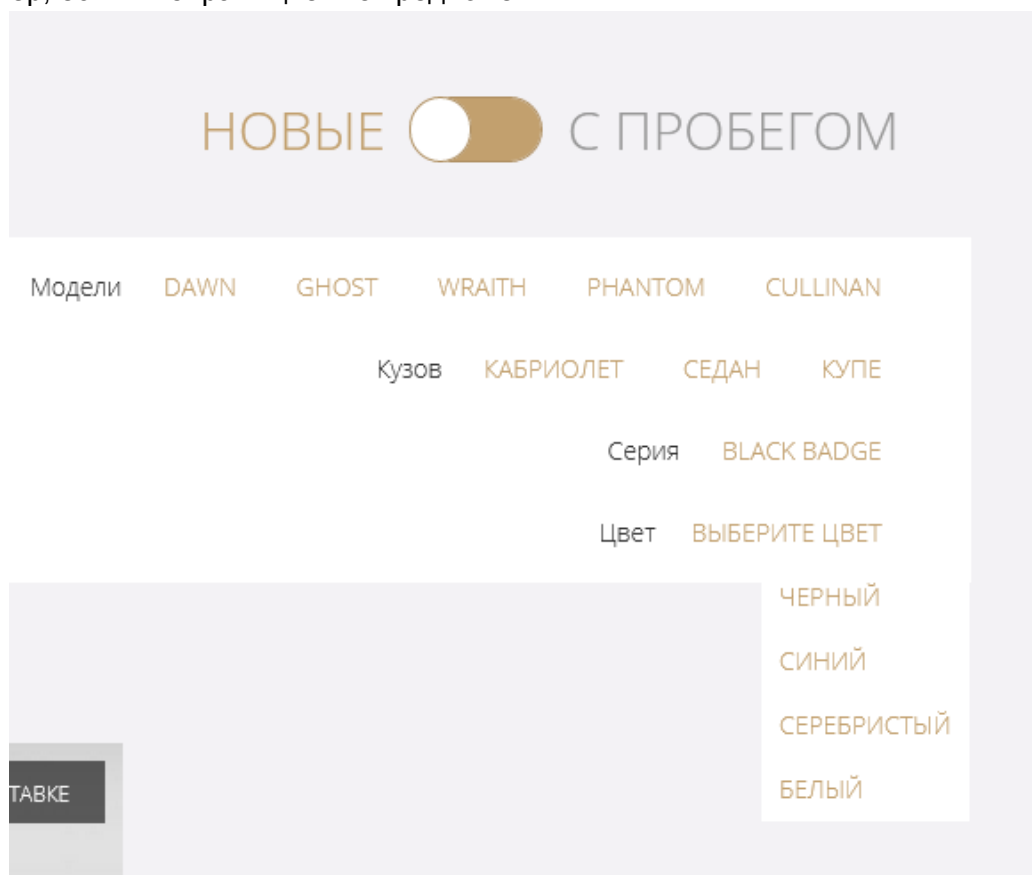 НОВЫЕ С ПРОБЕГОМ
Модели DAWN GHOST WRAITH PHANTOM CULLINAN
Кузов КАБРИОЛЕТ СЕДАН КУПЕ
Серия BLACK BADGE
Цвет ВЫБЕРИТЕ ЦВЕТ
ЧЕРНЫЙ
СИНИЙ
СЕРЕБРИСТЫЙ
ТАВКЕ
БЕЛЫЙ